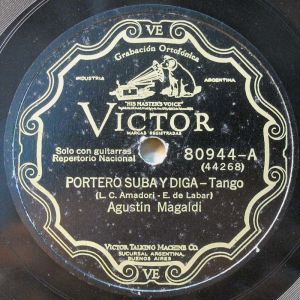 VE
Grabación Ortofónica
INDUSTRIA
ARGENTINA
"HIS MASTER'S VOICE"
VICTOR
MARCAS REGISTRADAS
Solo con guitarras
Repertorio Nacional
80944-A
(44268)
PORTERO SUBA Y DIGA-Tango
(L. C. Amadori - E. de Labar)
Agustin Magaldi
VICTOR TALKING MACHINE CO.
SUCURSAL ARGENTINA,
BUENOS AIRES
VE